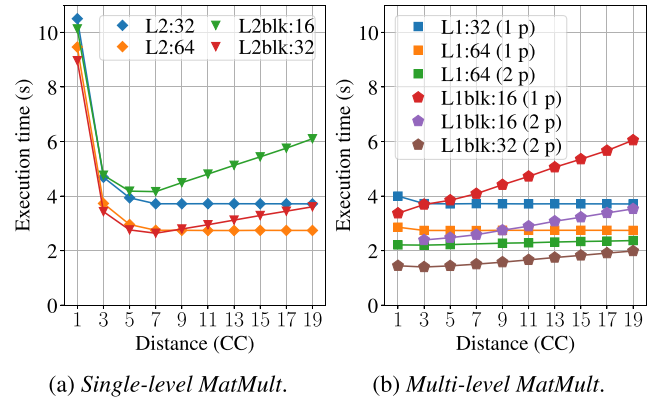 L2:32
L2:64
L2blk:16
L2blk:32
Execution time (s)
10
8
6
4
2
0
1 3 5 7 9 11 13 15 17 19
Distance (CC)
(a) Single-level MatMult.
L1:32 (1 p)
L1:64 (1 p)
L1:64 (2 p)
L1blk:16 (1 p)
L1blk:16 (2 p)
L1blk:32 (2 p)
Execution time (s)
10
8
6
4
2
0
1 3 5 7 9 11 13 15 17 19
Distance (CC)
(b) Multi-level MatMult.